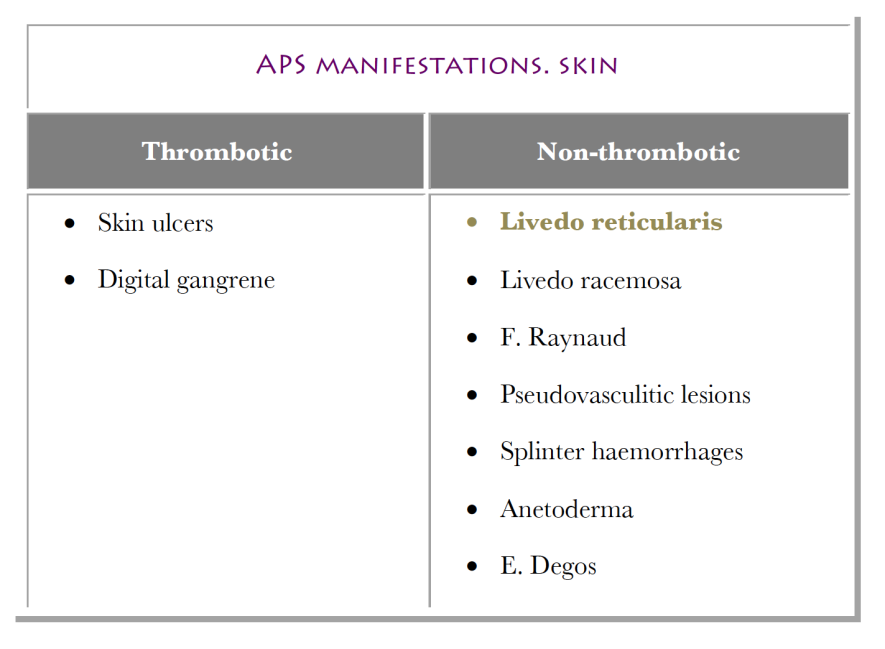 APS MANIFESTATIONS. SKIN
Thrombotic
Non-thrombotic
• Skin ulcers
• Digital gangrene
• Livedo reticularis
• Livedo racemosa
• F. Raynaud
• Pseudovasculitic lesions
• Splinter haemorrhages
• Anetoderma
• E. Degos